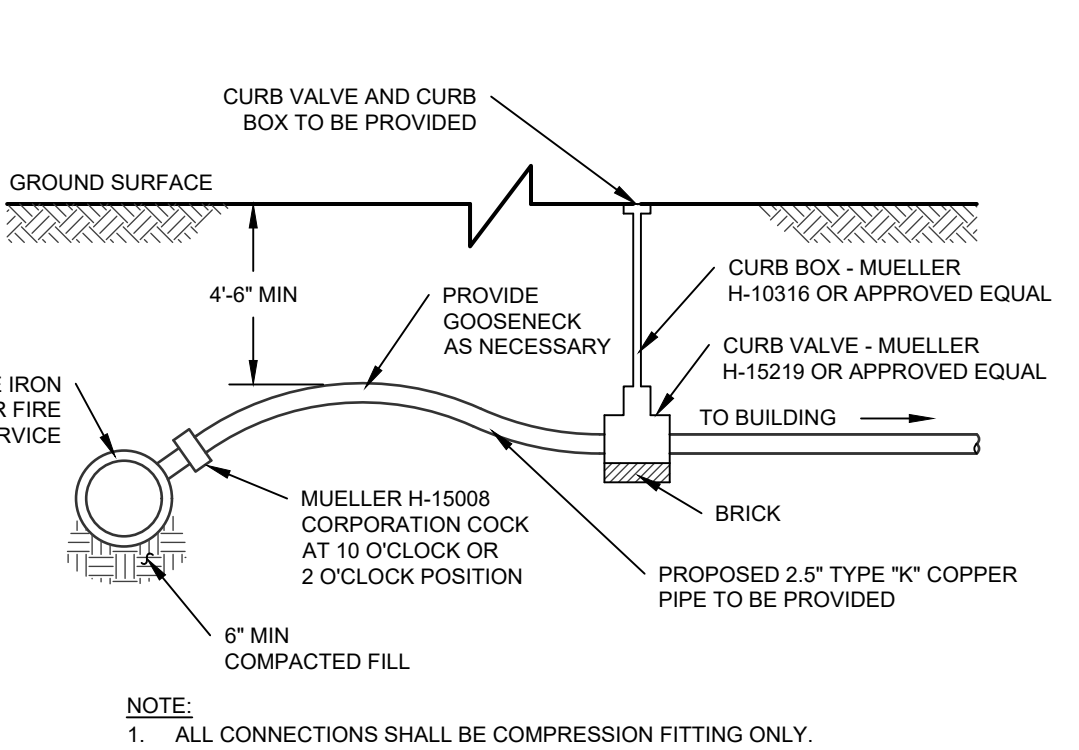 CURB VALVE AND CURB
BOX TO BE PROVIDED
GROUND SURFACE
4'-6" MIN
PROVIDE
GOOSENECK
AS NECESSARY
CURB BOX - MUELLER
H-10316 OR APPROVED EQUAL
CURB VALVE - MUELLER
H-15219 OR APPROVED EQUAL
IRON
FIRE
TO BUILDING
MUELLER H-15008
CORPORATION COCK
AT 10 O'CLOCK OR
2 O'CLOCK POSITION
BRICK
PROPOSED 2.5" TYPE "K" COPPER
PIPE TO BE PROVIDED
6" MIN
COMPACTED FILL
NOTE:
1. ALL CONNECTIONS SHALL BE COMPRESSION FITTING ONLY.